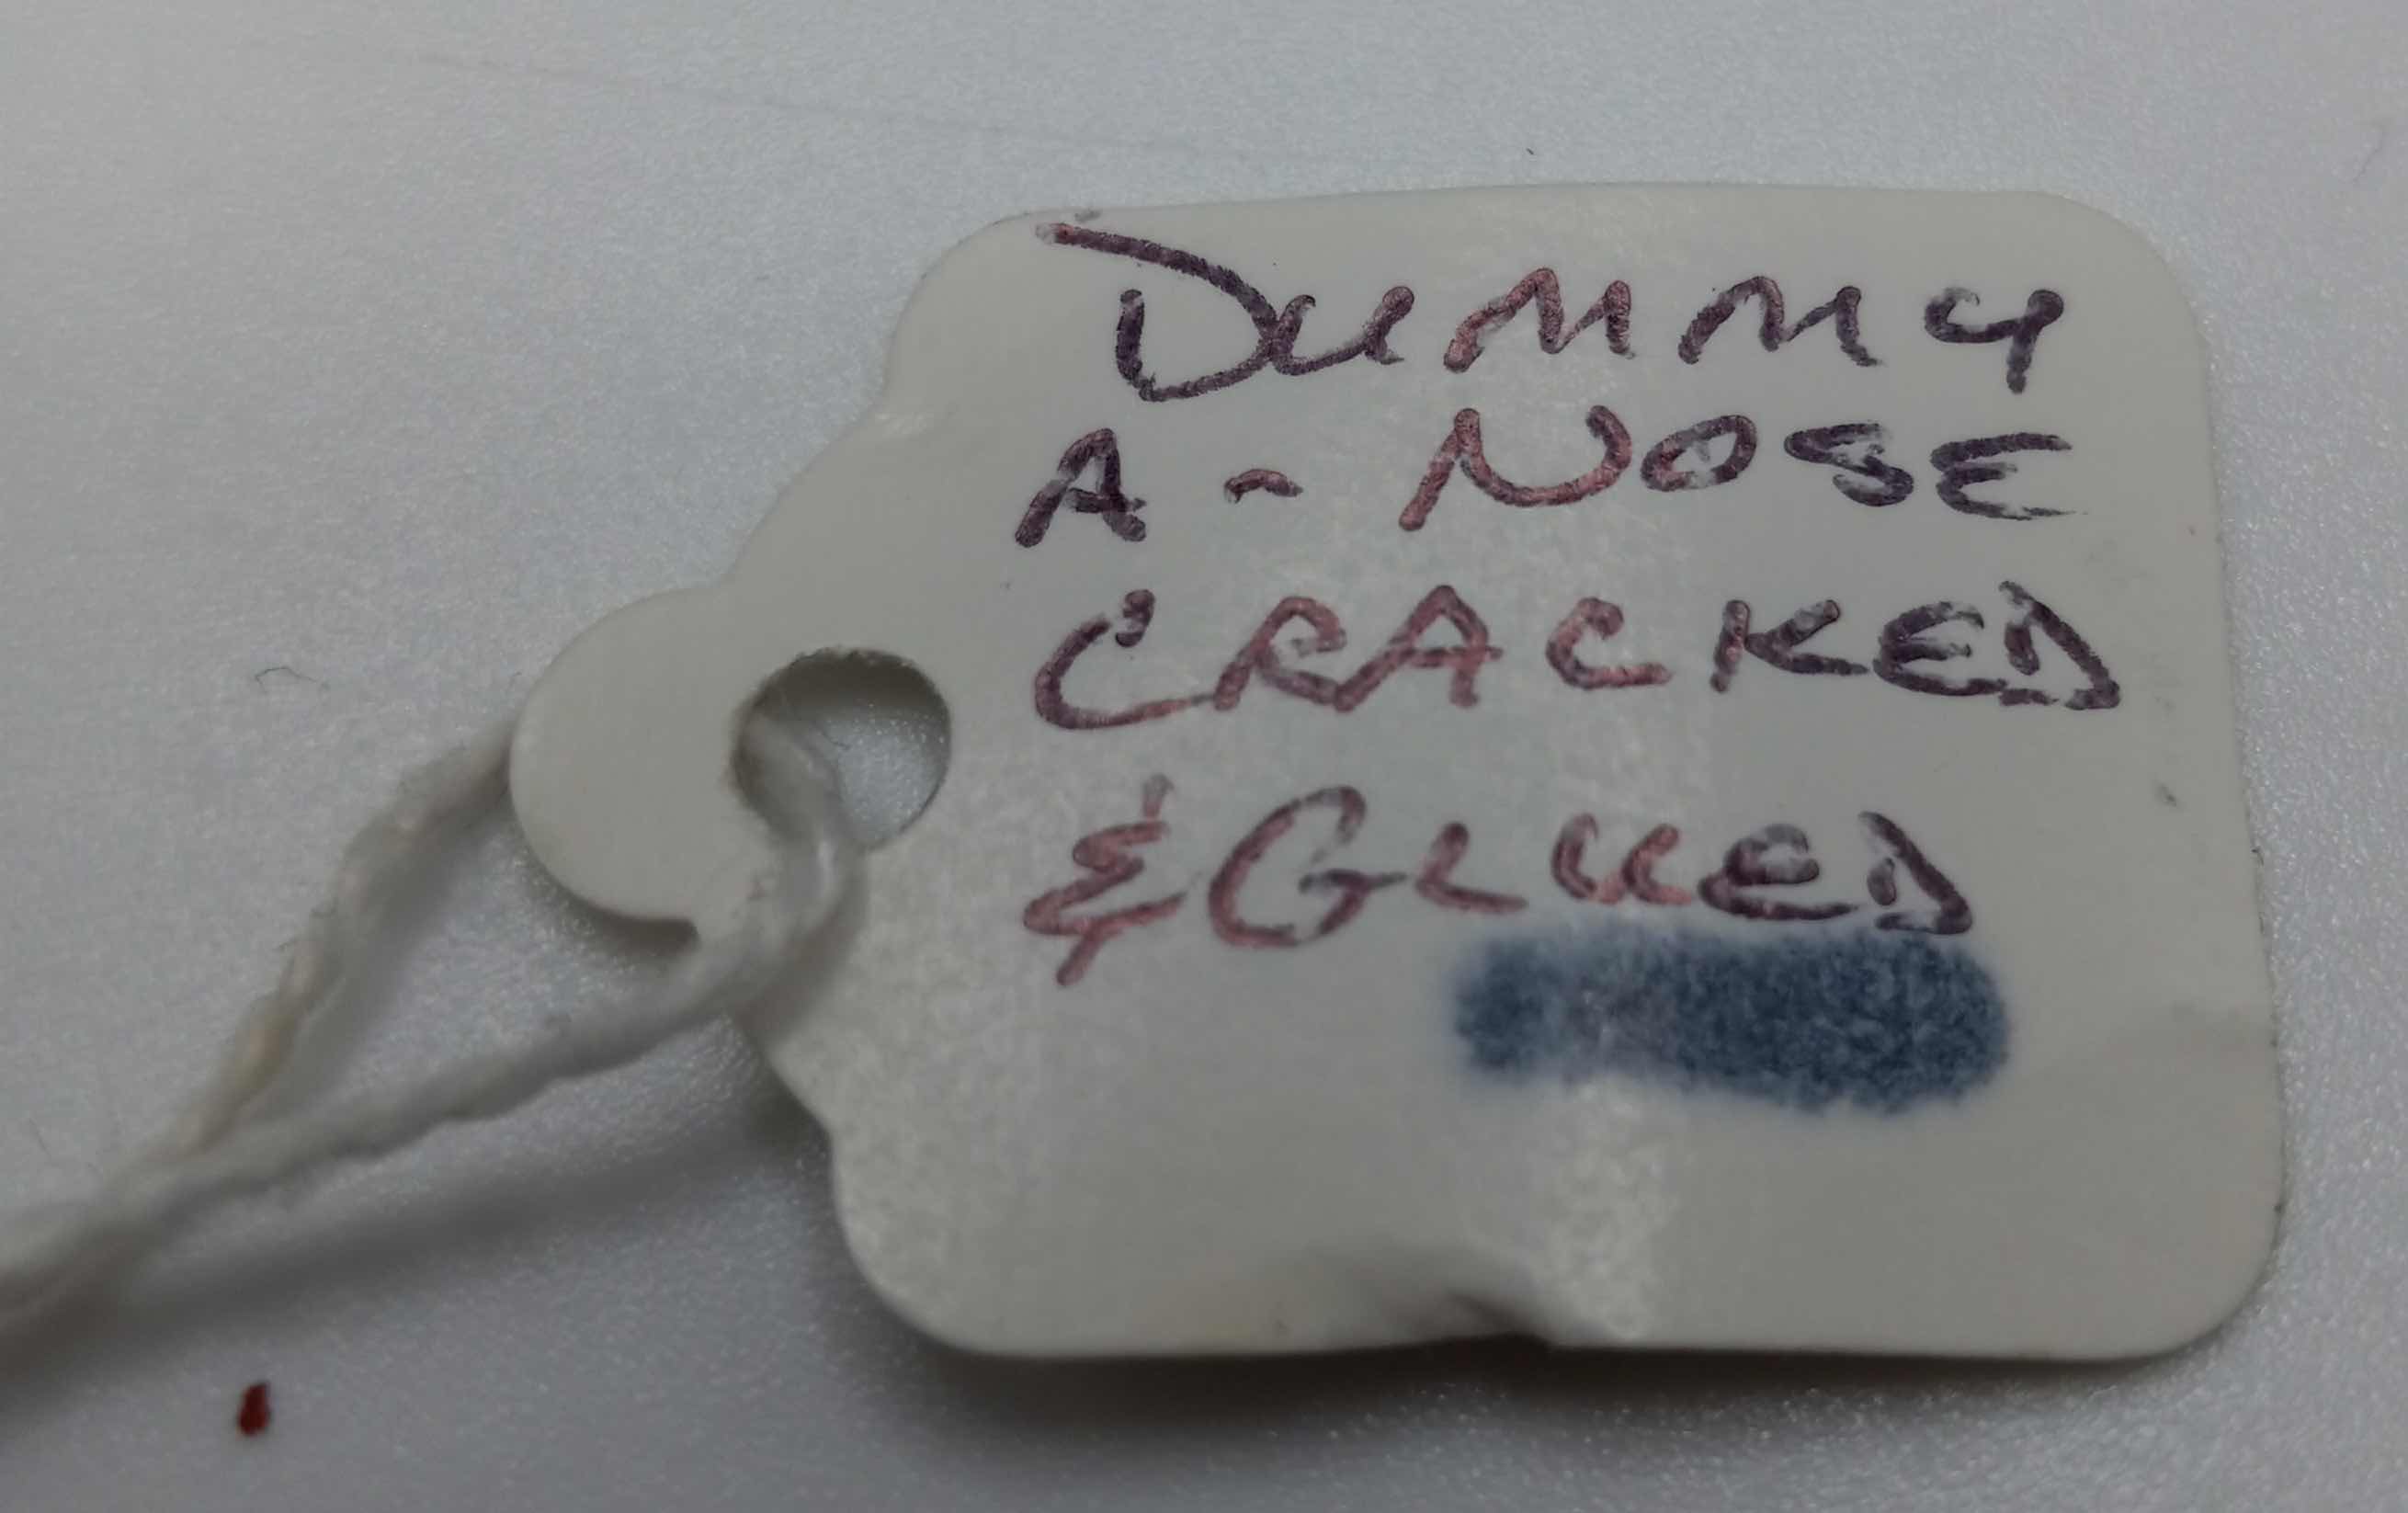 DUMMY
A - NOSE
CRACKED
& GLUED